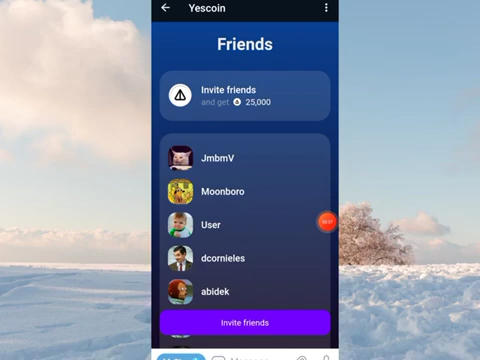 Yescoin
Friends
Invite friends
and get 25,000
JmbmV
Moonboro
User
dcornieles
abidek
Invite friends